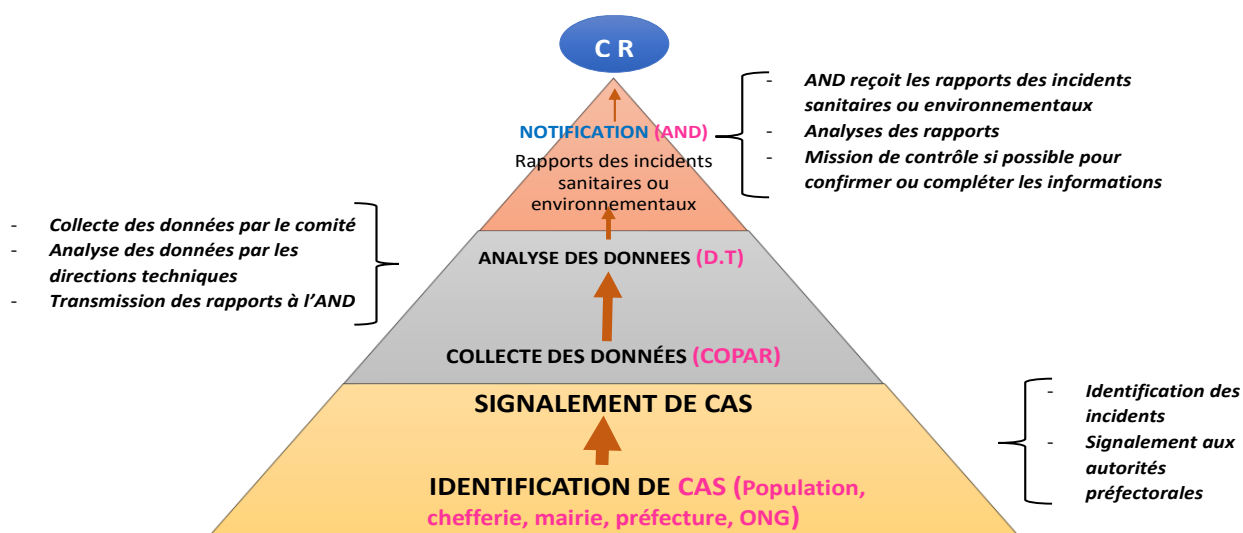 C R
NOTIFICATION (AND)
Rapports des incidents
sanitaires ou
environnementaux
- AND reçoit les rapports des incidents
sanitaires ou environnementaux
- Analyses des rapports
- Mission de contrôle si possible pour
confirmer ou compléter les informations
- Collecte des données par le comité
- Analyse des données par les
directions techniques
- Transmission des rapports à l’AND
ANALYSE DES DONNEES (D.T)
COLLECTE DES DONNÉES (COPAR)
SIGNALEMENT DE CAS
IDENTIFICATION DE CAS (Population,
chefferie, mairie, préfecture, ONG)
- Identification des
incidents
- Signalement aux
autorités
préfectorales